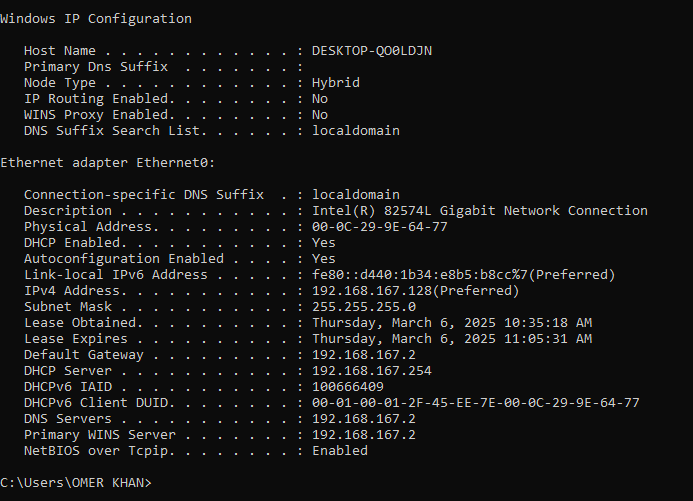 Windows IP Configuration
Host Name . . . . . . . . . . . . : DESKTOP-QO0LDJN
Primary Dns Suffix  . . . . . . . :
Node Type . . . . . . . . . . . . : Hybrid
IP Routing Enabled. . . . . . . . : No
WINS Proxy Enabled. . . . . . . . : No
DNS Suffix Search List. . . . . . : localdomain
Ethernet adapter Ethernet0:
Connection-specific DNS Suffix  . : localdomain
Description . . . . . . . . . . . : Intel(R) 82574L Gigabit Network Connection
Physical Address. . . . . . . . . : 00-0C-29-9E-64-77
DHCP Enabled. . . . . . . . . . . : Yes
Autoconfiguration Enabled . . . . : Yes
Link-local IPv6 Address . . . . . : fe80::d440:1b34:e8b5:b8cc%7(Preferred)
IPv4 Address. . . . . . . . . . . : 192.168.167.128(Preferred)
Subnet Mask . . . . . . . . . . . : 255.255.255.0
Lease Obtained. . . . . . . . . . : Thursday, March 6, 2025 10:35:18 AM
Lease Expires . . . . . . . . . . : Thursday, March 6, 2025 11:05:31 AM
Default Gateway . . . . . . . . . : 192.168.167.2
DHCP Server . . . . . . . . . . . : 192.168.167.254
DHCPv6 IAID . . . . . . . . . . . : 100666409
DHCPv6 Client DUID. . . . . . . . : 00-01-00-01-2F-45-EE-7E-00-0C-29-9E-64-77
DNS Servers . . . . . . . . . . . : 192.168.167.2
Primary WINS Server . . . . . . . : 192.168.167.2
NetBIOS over Tcpip. . . . . . . . : Enabled
C:\Users\OMER KHAN>